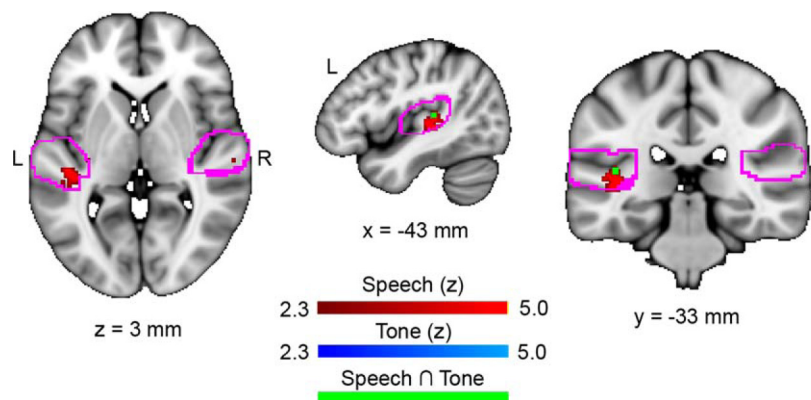 L
L
R
x = -43 mm
z = 3 mm
y = -33 mm
Speech (z)
2.3 5.0
Tone (z)
2.3 5.0
Speech ∩ Tone